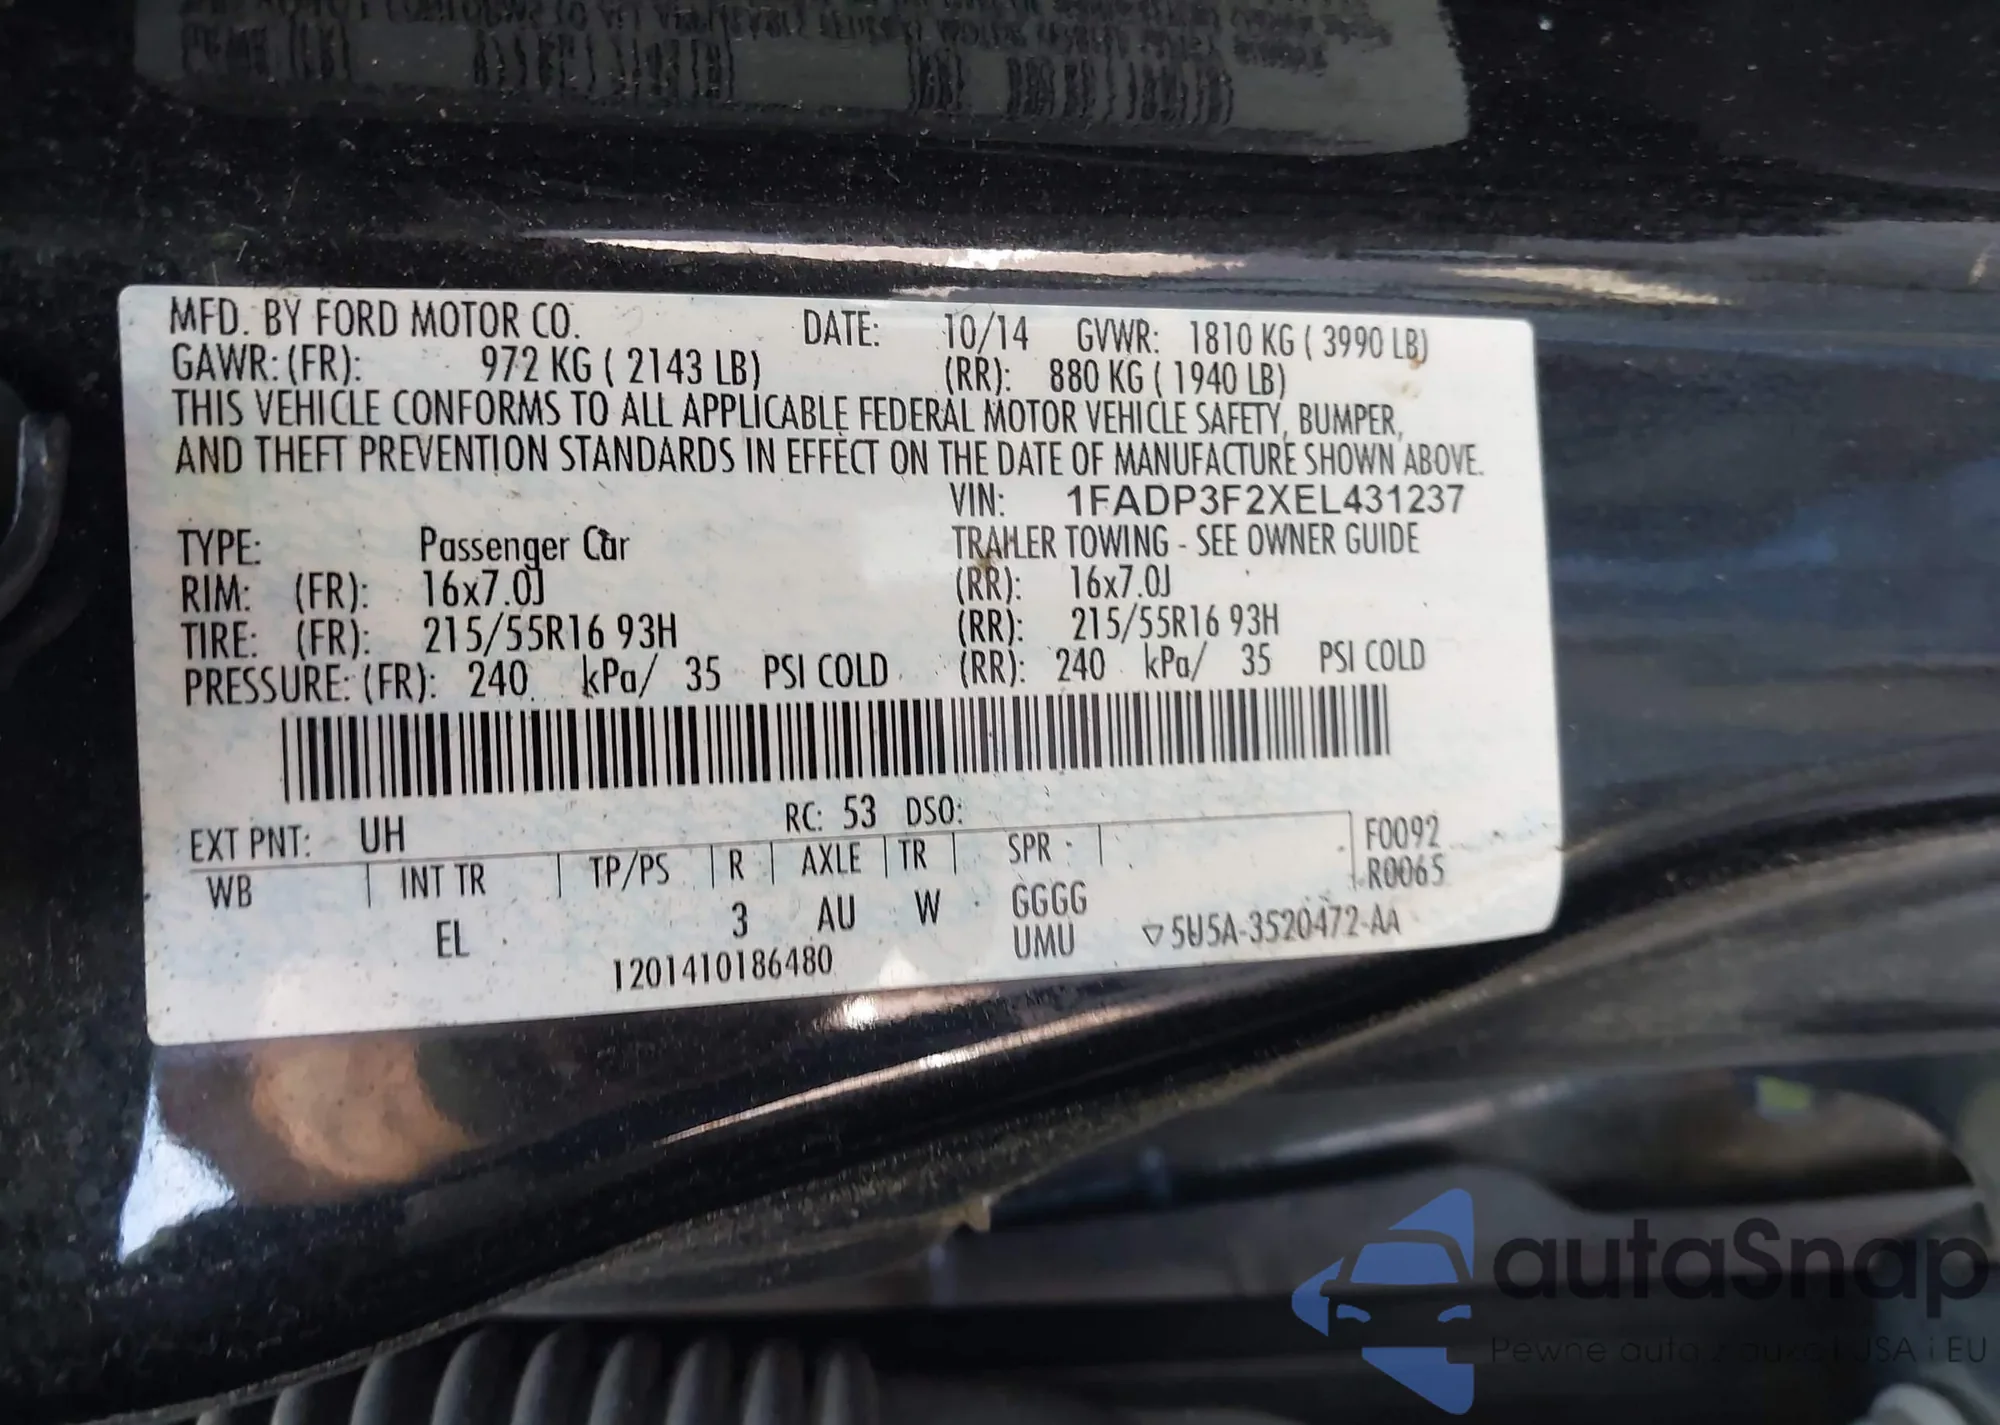 MFD. BY FORD MOTOR CO. DATE: 10/14 GVWR: 1810 KG ( 3990 LB)
GAWR: (FR): 972 KG ( 2143 LB) (RR): 880 KG ( 1940 LB)
THIS VEHICLE CONFORMS TO ALL APPLICABLE FEDERAL MOTOR VEHICLE SAFETY, BUMPER,
AND THEFT PREVENTION STANDARDS IN EFFECT ON THE DATE OF MANUFACTURE SHOWN ABOVE.
VIN: 1FADP3F2XEL431237
TYPE: Passenger Car TRAILER TOWING - SEE OWNER GUIDE
RIM: (FR): 16x7.0J (RR): 16x7.0J
TIRE: (FR): 215/55R16 93H (RR): 215/55R16 93H
PRESSURE: (FR): 240 kPa/ 35 PSI COLD (RR): 240 kPa/ 35 PSI COLD
EXT PNT: UH RC: 53 DSO: F0092
WB INT TR TP/PS R AXLE TR SPR R0065
EL 3 AU W GGGG
UMU 5U5A-3520472-AA
1201410186480
autaSnap
Pewne auta z aukcji USA i EU